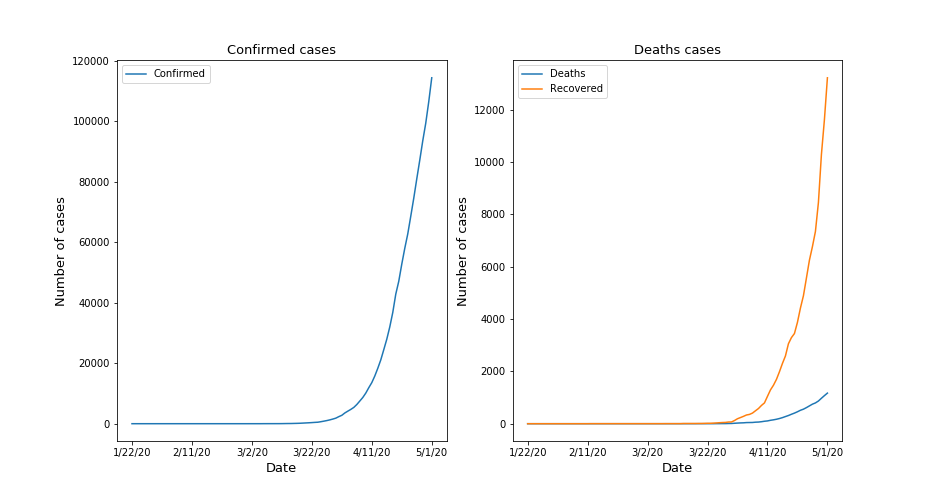 Confirmed cases
Confirmed
120000
100000
80000
60000
40000
20000
0
Number of cases
1/22/20 2/11/20 3/2/20 3/22/20 4/11/20 5/1/20
Date
Deaths cases
Deaths
Recovered
12000
10000
8000
6000
4000
2000
0
Number of cases
1/22/20 2/11/20 3/2/20 3/22/20 4/11/20 5/1/20
Date